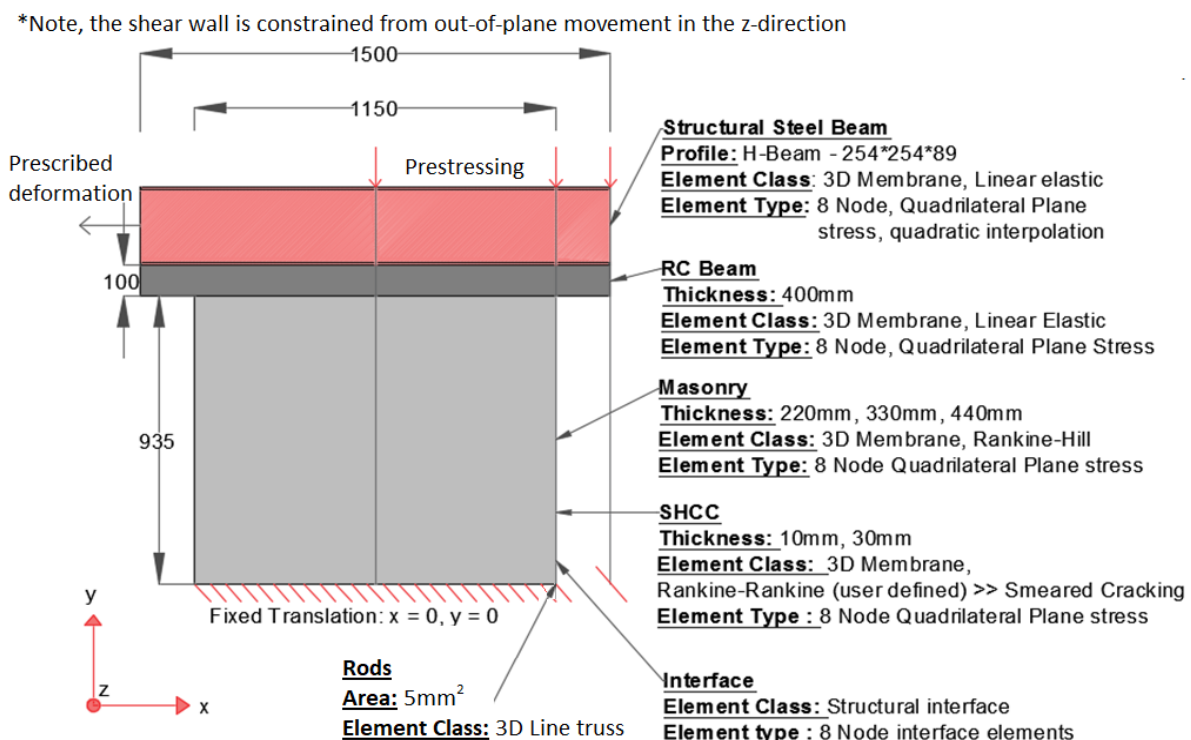 *Note, the shear wall is constrained from out-of-plane movement in the z-direction
1500
1150
Prescribed
deformation
Prestressing
100
935
Structural Steel Beam
Profile: H-Beam - 254*254*89
Element Class: 3D Membrane, Linear elastic
Element Type: 8 Node, Quadrilateral Plane
stress, quadratic interpolation
RC Beam
Thickness: 400mm
Element Class: 3D Membrane, Linear Elastic
Element Type: 8 Node, Quadrilateral Plane Stress
Masonry
Thickness: 220mm, 330mm, 440mm
Element Class: 3D Membrane, Rankine-Hill
Element Type: 8 Node Quadrilateral Plane stress
SHCC
Thickness: 10mm, 30mm
Element Class: 3D Membrane,
Rankine-Rankine (user defined) >> Smeared Cracking
Element Type : 8 Node Quadrilateral Plane stress
Fixed Translation: x = 0, y = 0
y
z
x
Rods
Area: 5mm²
Element Class: 3D Line truss
Interface
Element Class: Structural interface
Element type : 8 Node interface elements